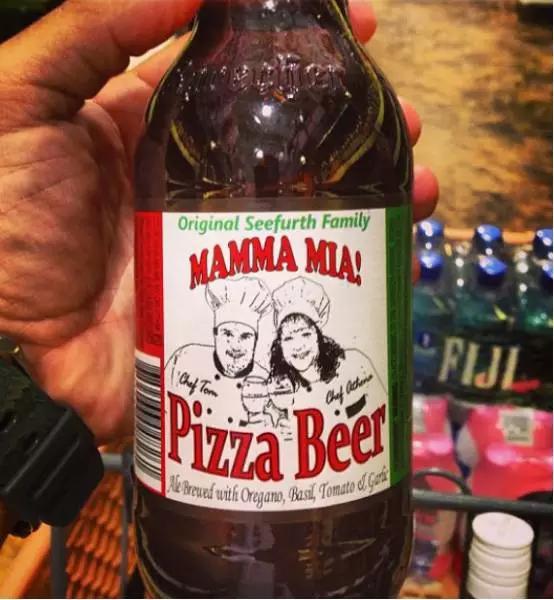 Original Seefurth Family
MAMMA MIA!
Chef Tom
Chef Athena
Pizza Beer
Ale Brewed with Oregano, Basil, Tomato & Garlic
FIJI